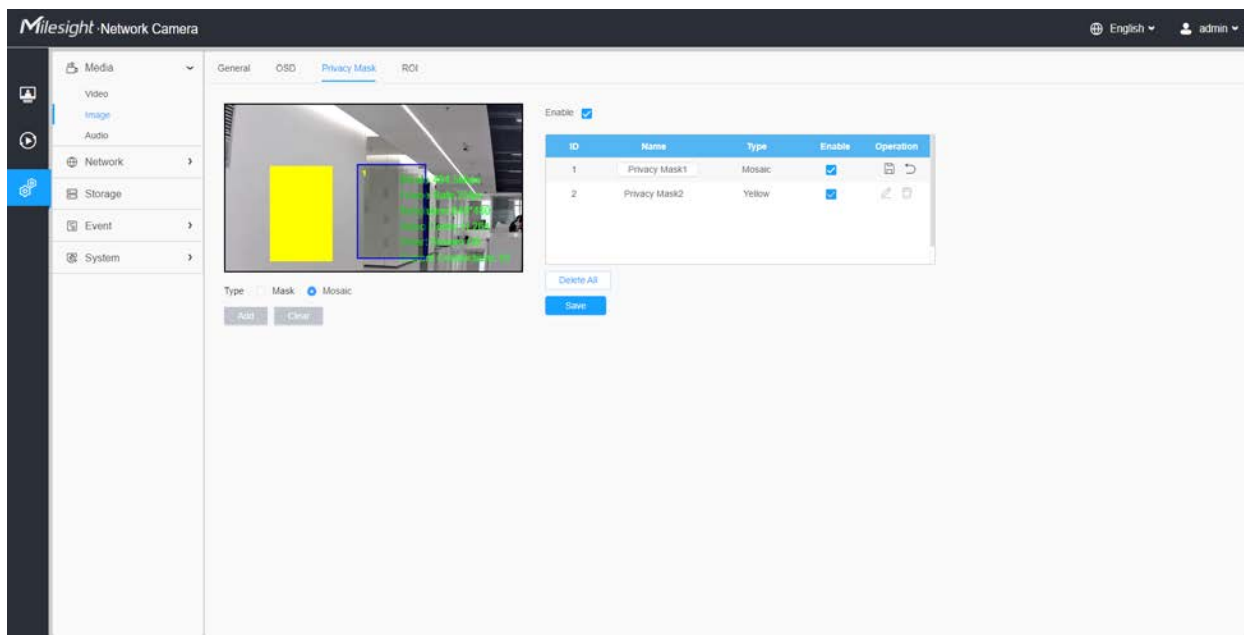 Milesight ·Network Camera
English
admin
Media
Video
Image
Audio
Network
Storage
Event
System
General OSD Privacy Mask ROI
Enable
ID Name Type Enable Operation
1 Privacy Mask1 Mosaic
2 Privacy Mask2 Yellow
1
Type Mask Mosaic
Add Clear
Delete All
Save